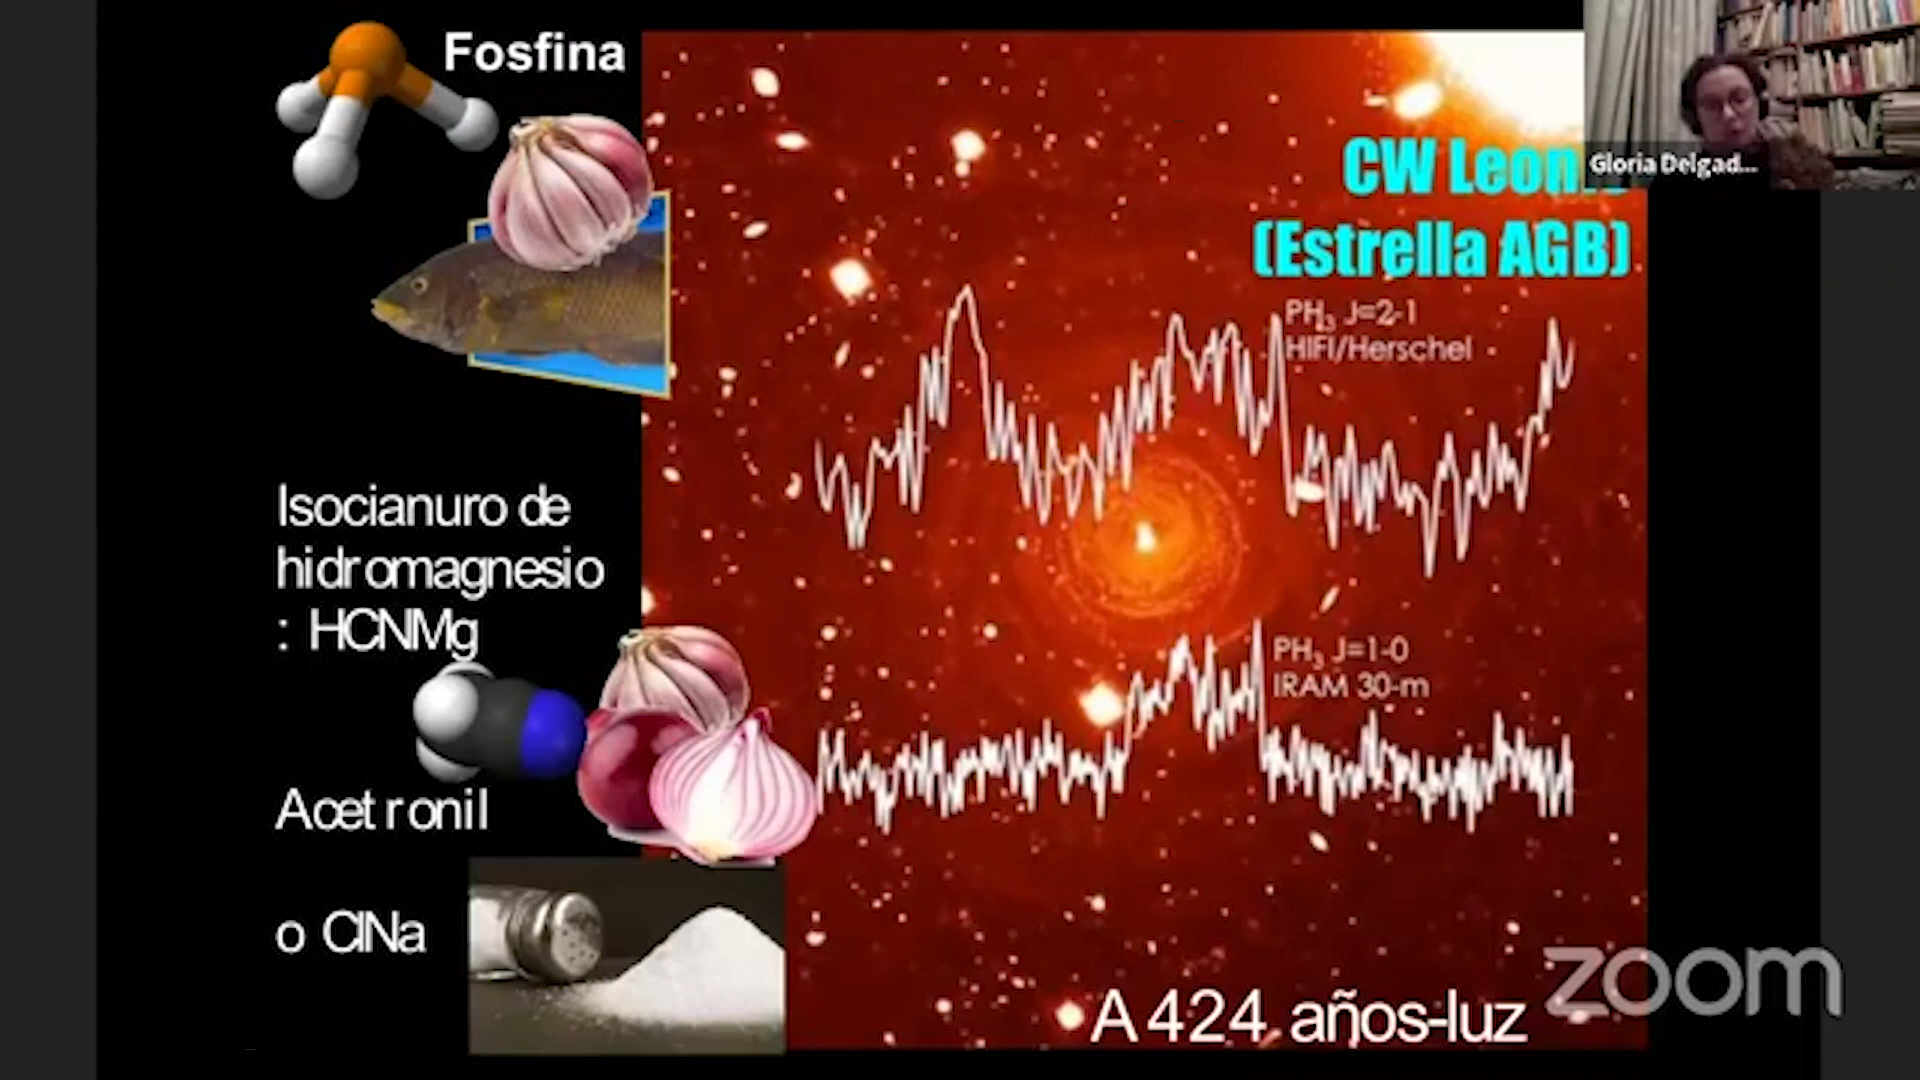 Fosfina
CW Leon
(Estrella AGB)
Gloria Delgad...
PH3 J=2-1
HIFI/Herschel
Isocianuro de
hidromagnesio
: HCNMg
PH3 J=1-0
IRAM 30-m
Acetronil
o ClNa
A 424 años-luz
zoom